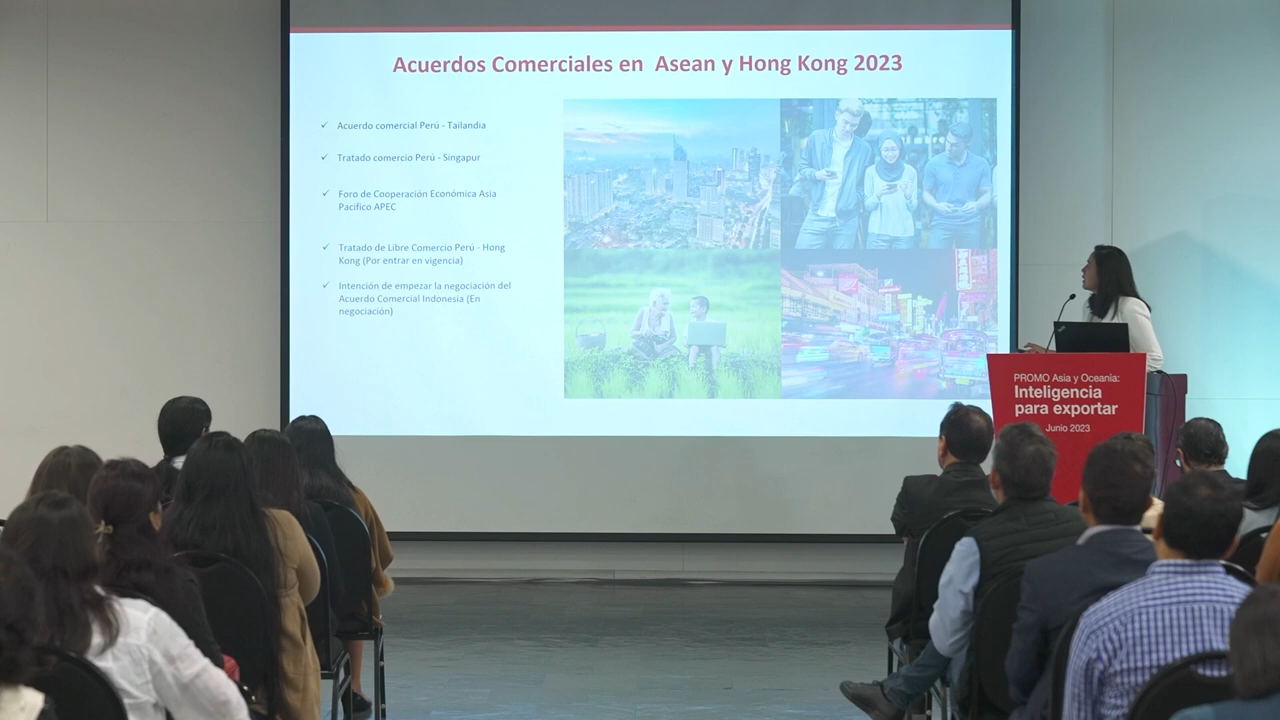 Acuerdos Comerciales en Asean y Hong Kong 2023
✓ Acuerdo comercial Perú - Tailandia
✓ Tratado comercio Perú - Singapur
✓ Foro de Cooperación Económica Asia
Pacifico APEC
✓ Tratado de Libre Comercio Perú - Hong
Kong (Por entrar en vigencia)
✓ Intención de empezar la negociación del
Acuerdo Comercial Indonesia (En
negociación)
PROMO Asia y Oceanía:
Inteligencia
para exportar
Junio 2023